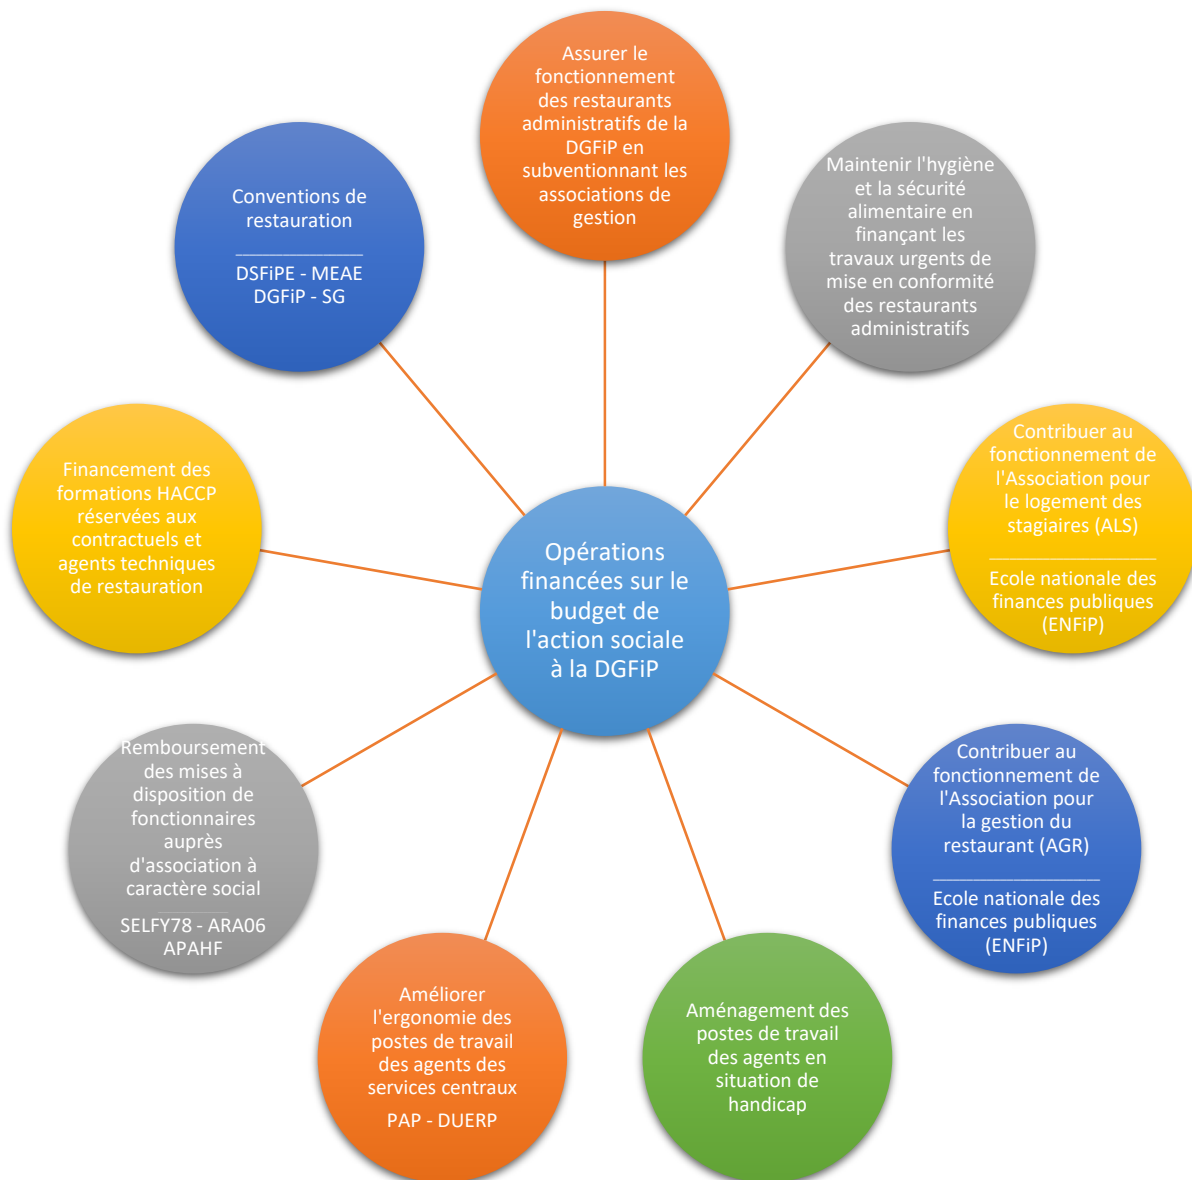 Assurer le
fonctionnement
des restaurants
administratifs de la
DGFiP en
subventionnant les
associations de
gestion
Maintenir l'hygiène
et la sécurité
alimentaire en
finançant les
travaux urgents de
mise en conformité
des restaurants
administratifs
Contribuer au
fonctionnement de
l'Association pour
le logement des
stagiaires (ALS)
Ecole nationale des
finances publiques
(ENFiP)
Contribuer au
fonctionnement de
l'Association pour
la gestion du
restaurant (AGR)
Ecole nationale des
finances publiques
(ENFiP)
Aménagement des
postes de travail
des agents en
situation de
handicap
Améliorer
l'ergonomie des
postes de travail
des agents des
services centraux
PAP - DUERP
Remboursement
des mises à
disposition de
fonctionnaires
auprès
d'association à
caractère social
SELFY78 - ARA06
APAHF
Financement des
formations HACCP
réservées aux
contractuels et
agents techniques
de restauration
Conventions de
restauration
DSFiPE - MEAE
DGFiP - SG
Opérations
financées sur le
budget de
l'action sociale
à la DGFiP